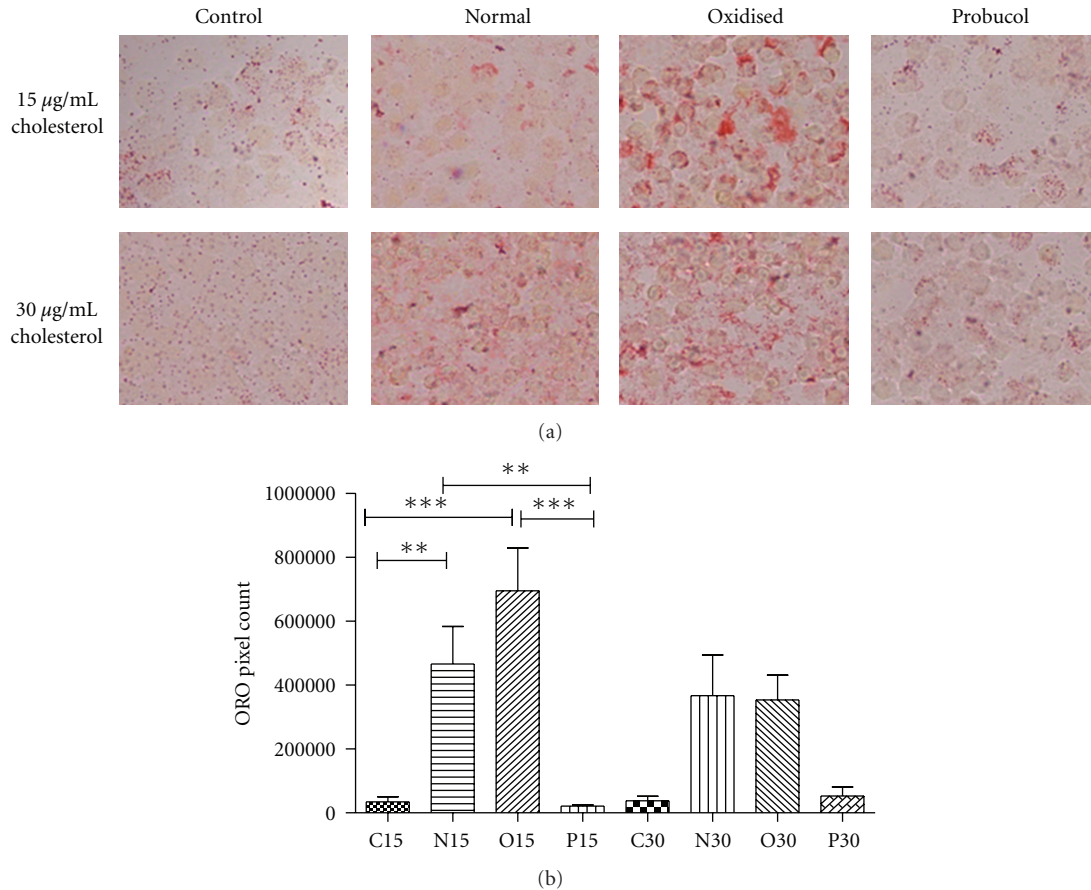 Control Normal Oxidised Probucol
15 μg/mL
cholesterol
30 μg/mL
cholesterol
(a)
ORO pixel count
1000000
800000
600000
400000
200000
0
**
***
***
**
C15 N15 O15 P15 C30 N30 O30 P30
(b)